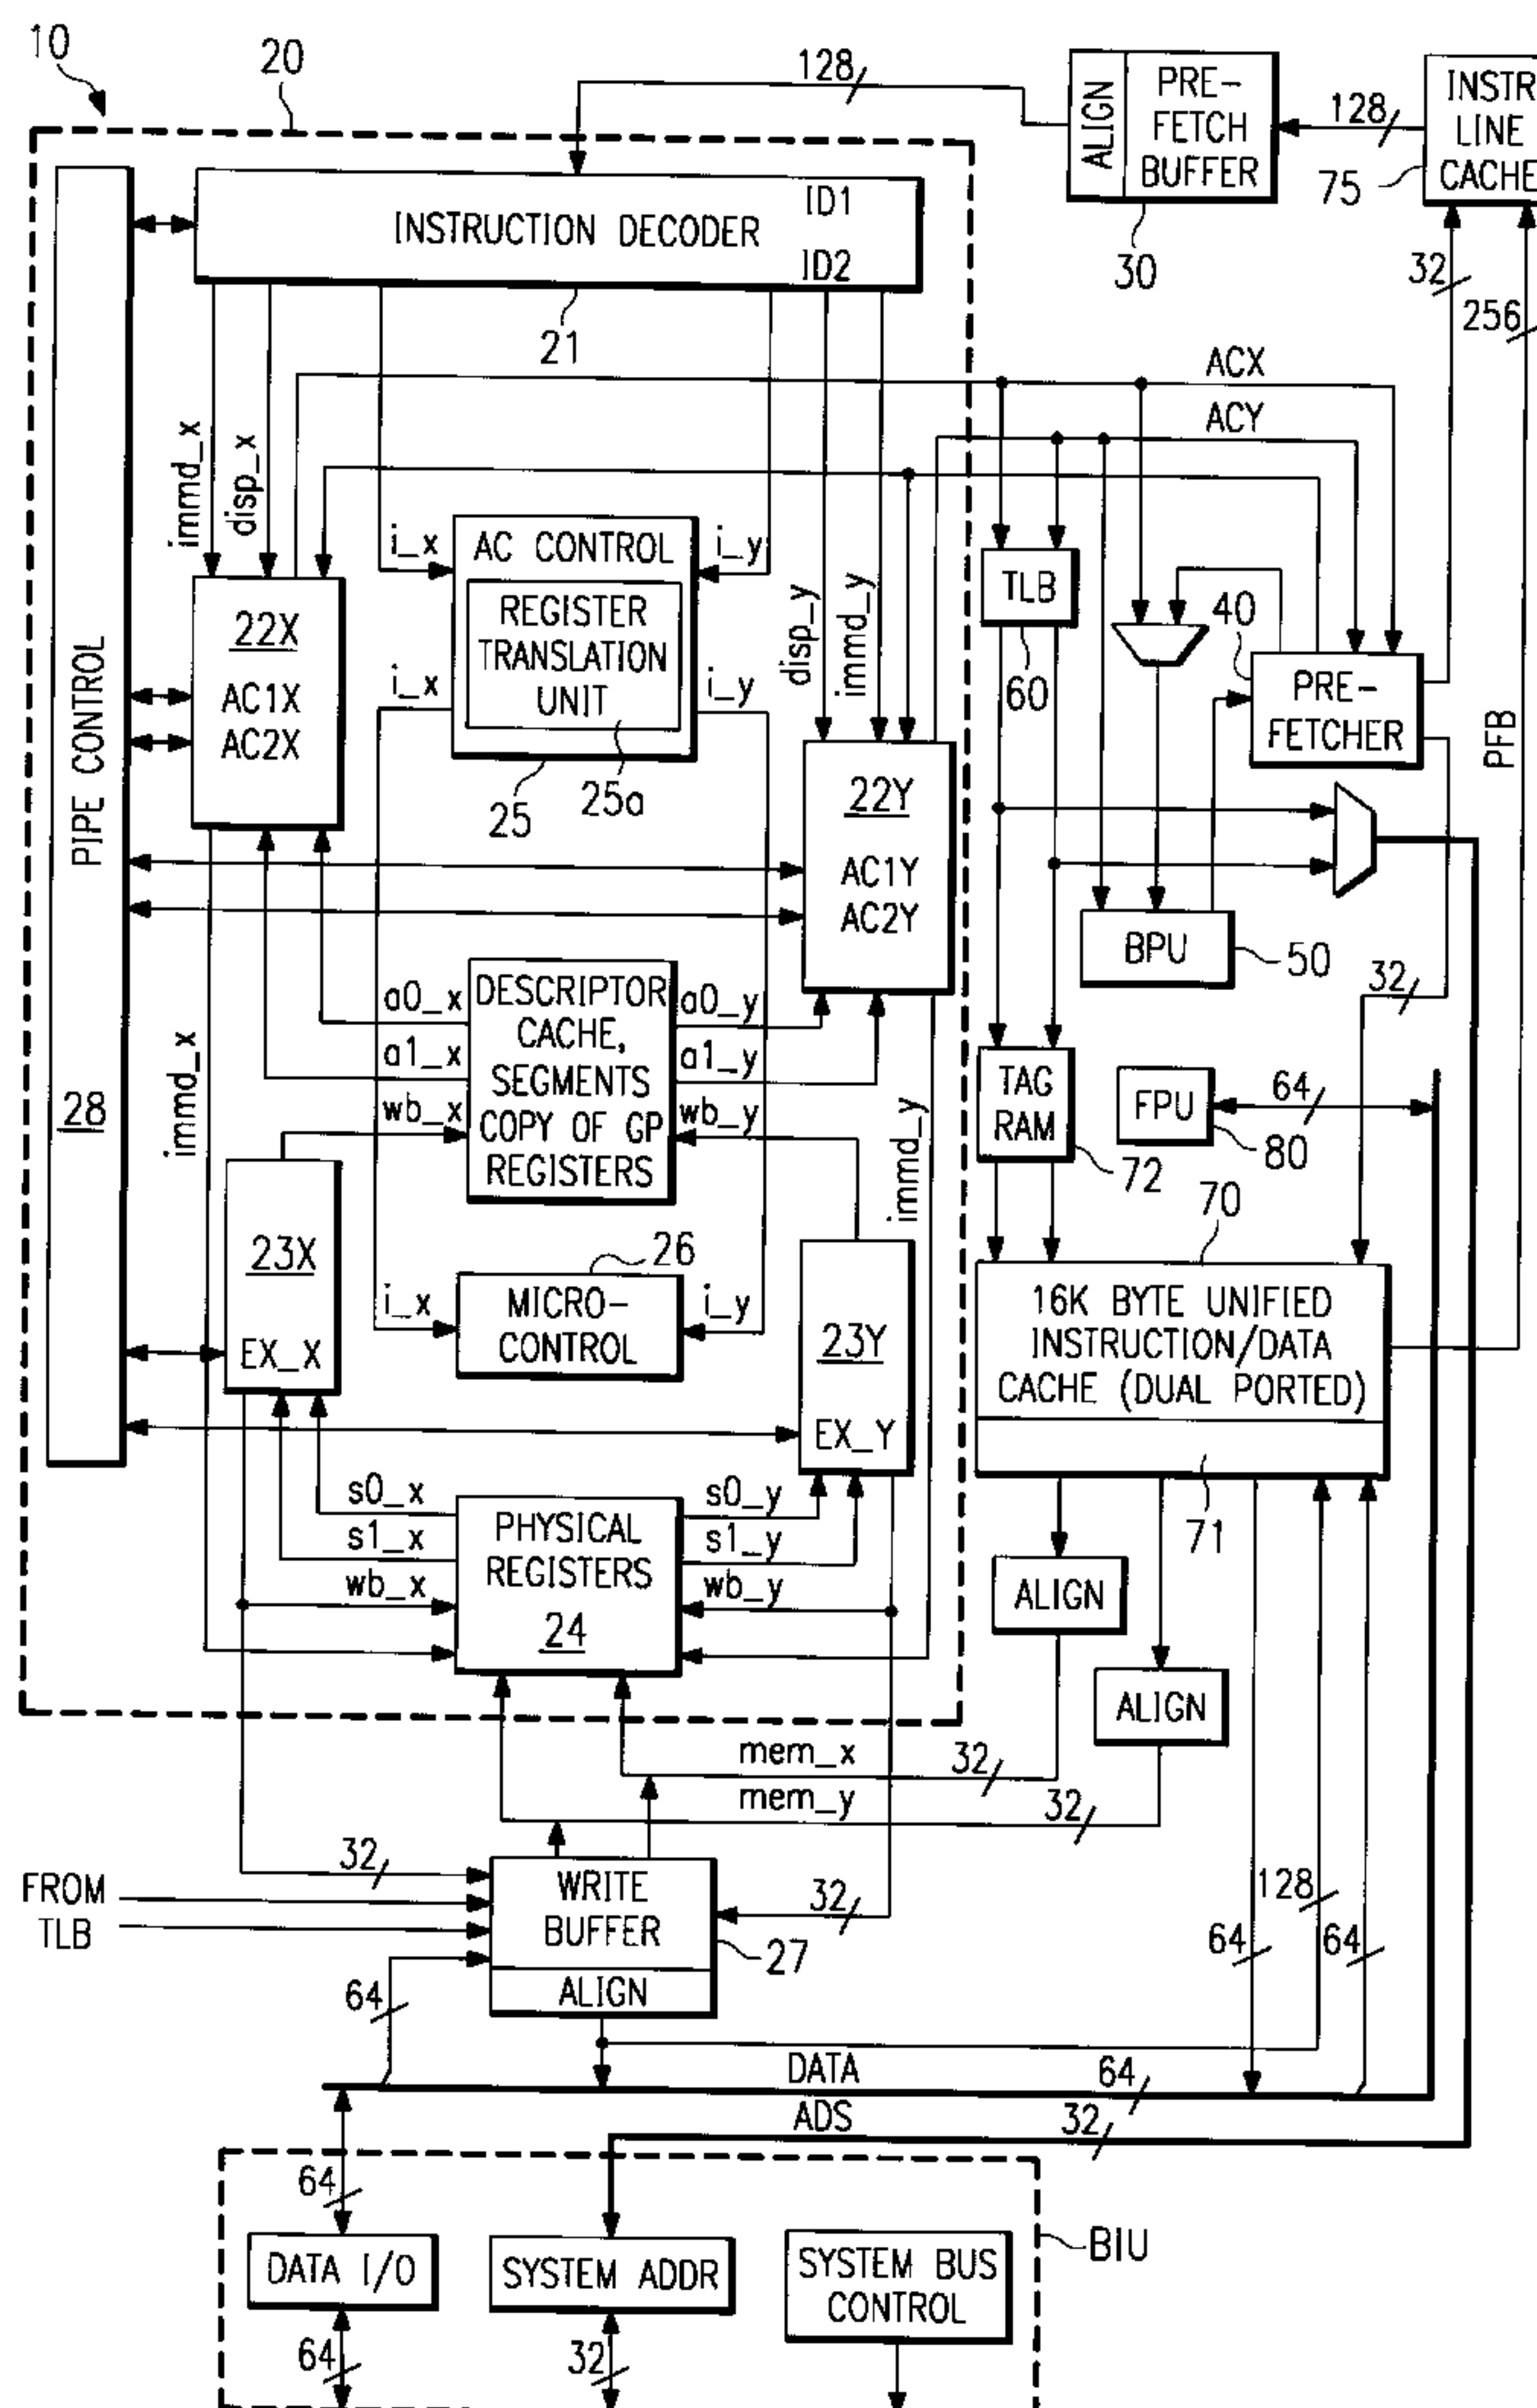 10
20
128
ALIGN
PRE-
FETCH
BUFFER
30
128
INSTR
LINE
CACHE
75
32
256
ID1
INSTRUCTION DECODER
ID2
21
ACX
ACY
immd_x
disp_x
i_x
AC CONTROL
i_y
REGISTER
TRANSLATION
UNIT
i_x
i_y
25
25a
disp_y
immd_y
TLB
60
40
PRE-
FETCHER
PFB
PIPE CONTROL
28
22X
AC1X
AC2X
22Y
AC1Y
AC2Y
BPU
50
32
immd_x
a0_x
a1_x
wb_x
DESCRIPTOR
CACHE,
SEGMENTS
COPY OF GP
REGISTERS
a0_y
a1_y
wb_y
immd_y
TAG
RAM
72
FPU
80
64
70
23X
EX_X
26
i_x
MICRO-
CONTROL
i_y
23Y
EX_Y
16K BYTE UNIFIED
INSTRUCTION/DATA
CACHE (DUAL PORTED)
71
s0_x
s1_x
wb_x
PHYSICAL
REGISTERS
24
s0_y
s1_y
wb_y
ALIGN
ALIGN
mem_x
32
mem_y
32
32
FROM
TLB
WRITE
BUFFER
ALIGN
27
32
64
128
64
64
DATA
64
ADS
32
64
DATA I/O
SYSTEM ADDR
SYSTEM BUS
CONTROL
BIU
64
32